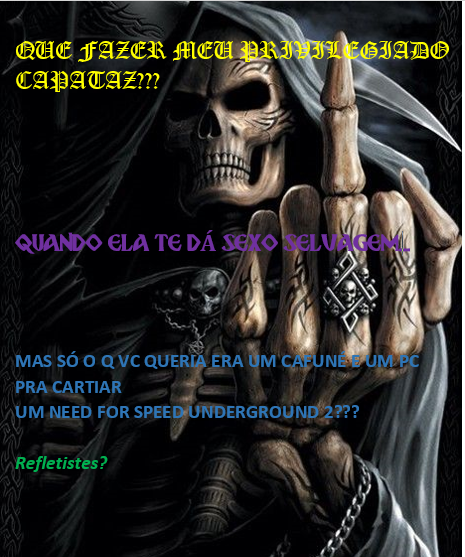 QUE FAZER MEU PRIVILEGIADO
CAPATAZ???
QUANDO ELA TE DÁ SEXO SELVAGEM..
MAS SÓ O Q VC QUERIA ERA UM CAFUNÉ E UM PC
PRA CARTIAR
UM NEED FOR SPEED UNDERGROUND 2???
Refletistes?